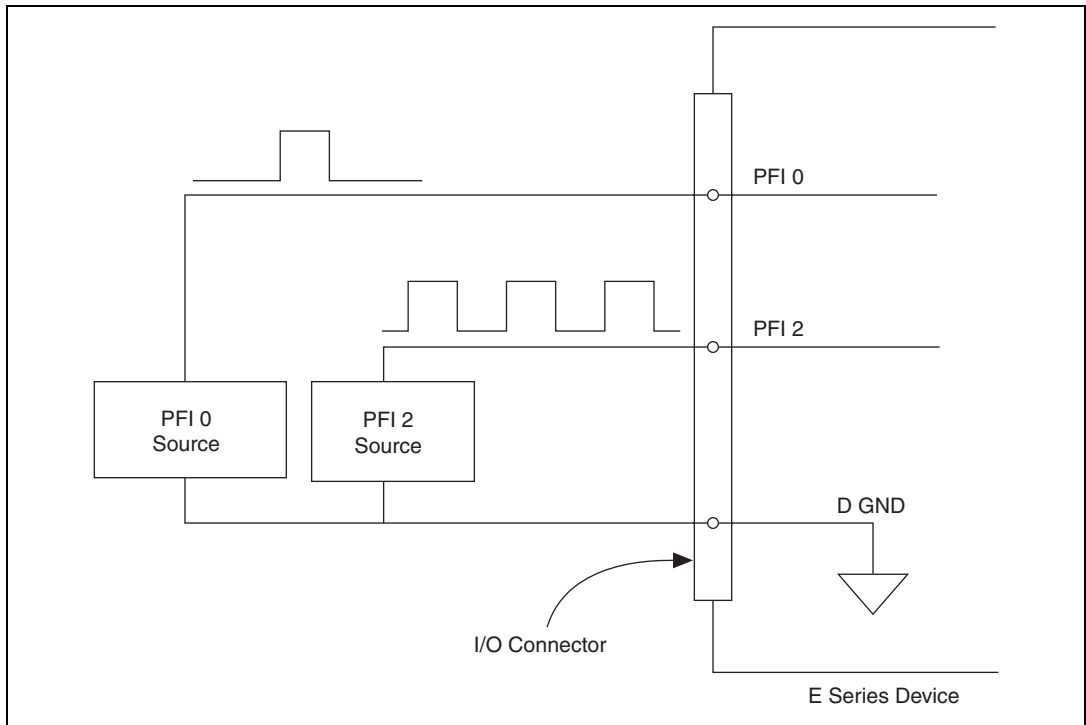 PFI 0
PFI 2
PFI 0
Source
PFI 2
Source
D GND
I/O Connector
E Series Device